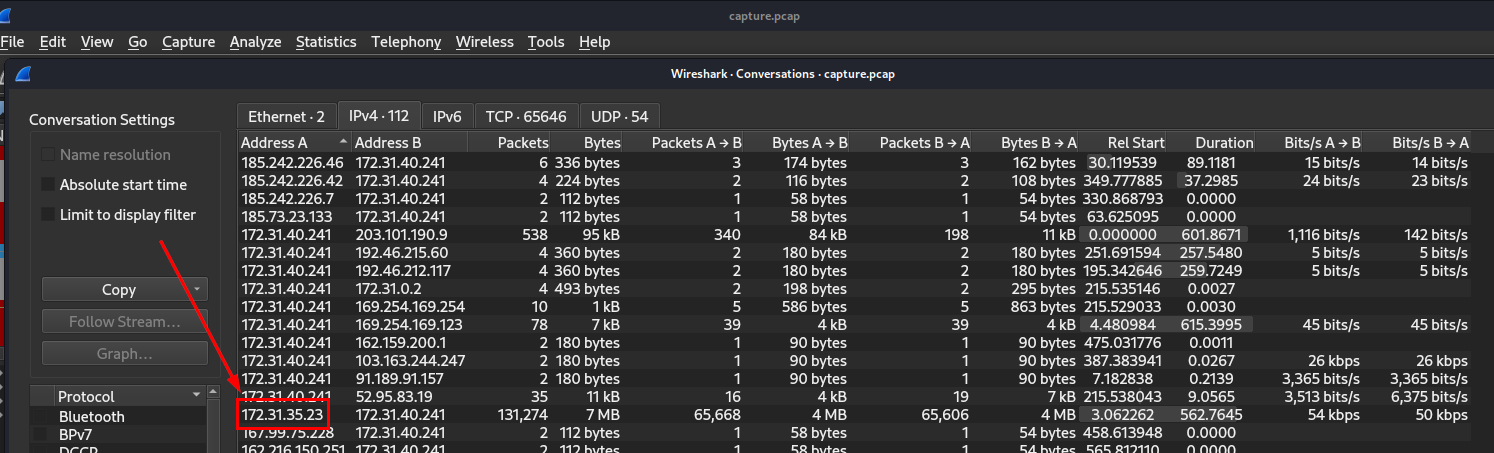 capture.pcap
File Edit View Go Capture Analyze Statistics Telephony Wireless Tools Help
Wireshark · Conversations · capture.pcap
Conversation Settings
Name resolution
Absolute start time
Limit to display filter
Copy
Follow Stream…
Graph…
Protocol
Bluetooth
BPv7
DCCP
Ethernet · 2 IPv4 · 112 IPv6 TCP · 65646 UDP · 54
Address A Address B Packets Bytes Packets A → B Bytes A → B Packets B → A Bytes B → A Rel Start Duration Bits/s A → B Bits/s B → A
185.242.226.46 172.31.40.241 6 336 bytes 3 174 bytes 3 162 bytes 30.119539 89.1181 15 bits/s 14 bits/s
185.242.226.42 172.31.40.241 4 224 bytes 2 116 bytes 2 108 bytes 349.777885 37.2985 24 bits/s 23 bits/s
185.242.226.7 172.31.40.241 2 112 bytes 1 58 bytes 1 54 bytes 330.868793 0.0000
185.73.23.133 172.31.40.241 2 112 bytes 1 58 bytes 1 54 bytes 63.625095 0.0000
172.31.40.241 203.101.190.9 538 95 kB 340 84 kB 198 11 kB 0.000000 601.8671 1,116 bits/s 142 bits/s
172.31.40.241 192.46.215.60 4 360 bytes 2 180 bytes 2 180 bytes 251.691594 257.5480 5 bits/s 5 bits/s
172.31.40.241 192.46.212.117 4 360 bytes 2 180 bytes 2 180 bytes 195.342646 259.7249 5 bits/s 5 bits/s
172.31.40.241 172.31.0.2 4 493 bytes 2 198 bytes 2 295 bytes 215.535146 0.0027
172.31.40.241 169.254.169.254 10 1 kB 5 586 bytes 5 863 bytes 215.529033 0.0030
172.31.40.241 169.254.169.123 78 7 kB 39 4 kB 39 4 kB 4.480984 615.3995 45 bits/s 45 bits/s
172.31.40.241 162.159.200.1 2 180 bytes 1 90 bytes 1 90 bytes 475.031776 0.0011
172.31.40.241 103.163.244.247 2 180 bytes 1 90 bytes 1 90 bytes 387.383941 0.0267 26 kbps 26 kbps
172.31.40.241 91.189.91.157 2 180 bytes 1 90 bytes 1 90 bytes 7.182838 0.2139 3,365 bits/s 3,365 bits/s
172.31.40.241 52.95.83.19 35 11 kB 16 4 kB 19 7 kB 215.538043 9.0565 3,513 bits/s 6,375 bits/s
172.31.35.23 172.31.40.241 131,274 7 MB 65,668 4 MB 65,606 4 MB 3.062262 562.7645 54 kbps 50 kbps
167.99.75.228 172.31.40.241 2 112 bytes 1 58 bytes 1 54 bytes 458.613948 0.0000
162.216.150.251 172.31.40.241 2 112 bytes 1 58 bytes 1 54 bytes 565.812110 0.0000